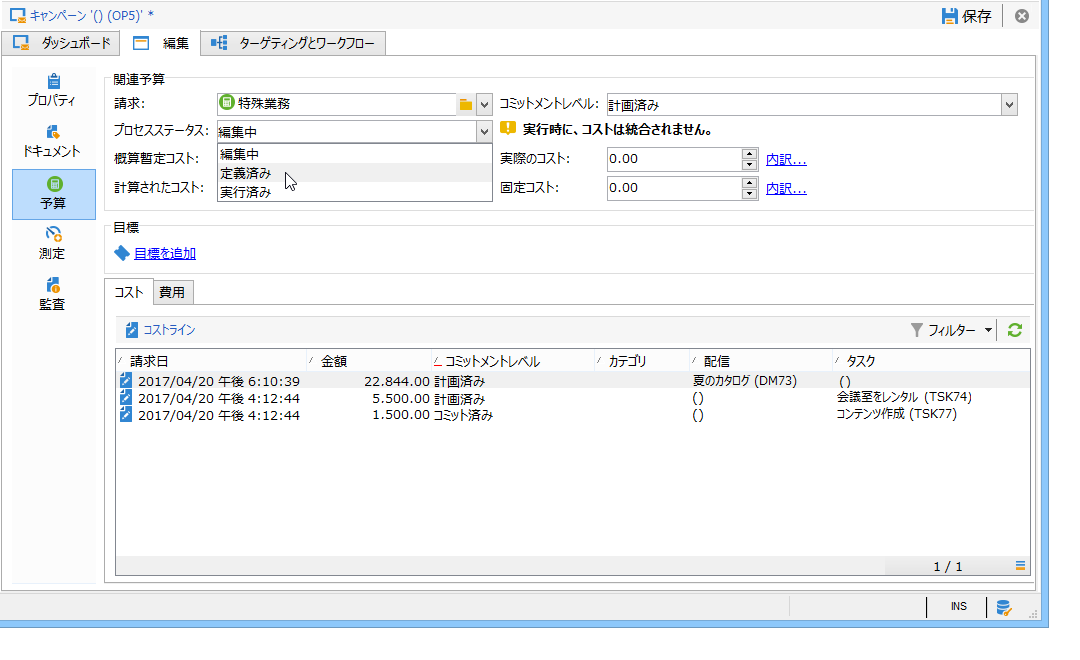 キャンペーン '() (OP5)' *
保存
ダッシュボード
編集
ターゲティングとワークフロー
プロパティ
ドキュメント
予算
測定
監査
関連予算
請求: 特殊業務
コミットメントレベル: 計画済み
プロセスステータス: 編集中
実行時に、コストは統合されません。
編集中
定義済み
実行済み
概算暫定コスト:
実際のコスト: 0.00 内訳...
計算されたコスト:
固定コスト: 0.00 内訳...
目標
目標を追加
コスト
費用
コストライン
フィルター
請求日 金額 コミットメントレベル カテゴリ 配信 タスク
2017/04/20 午後 6:10:39 22.844.00 計画済み 夏のカタログ (DM73) ()
2017/04/20 午後 4:12:44 5.500.00 計画済み () 会議室をレンタル (TSK74)
2017/04/20 午後 4:12:44 1.500.00 コミット済み () コンテンツ作成 (TSK77)
1 / 1
INS